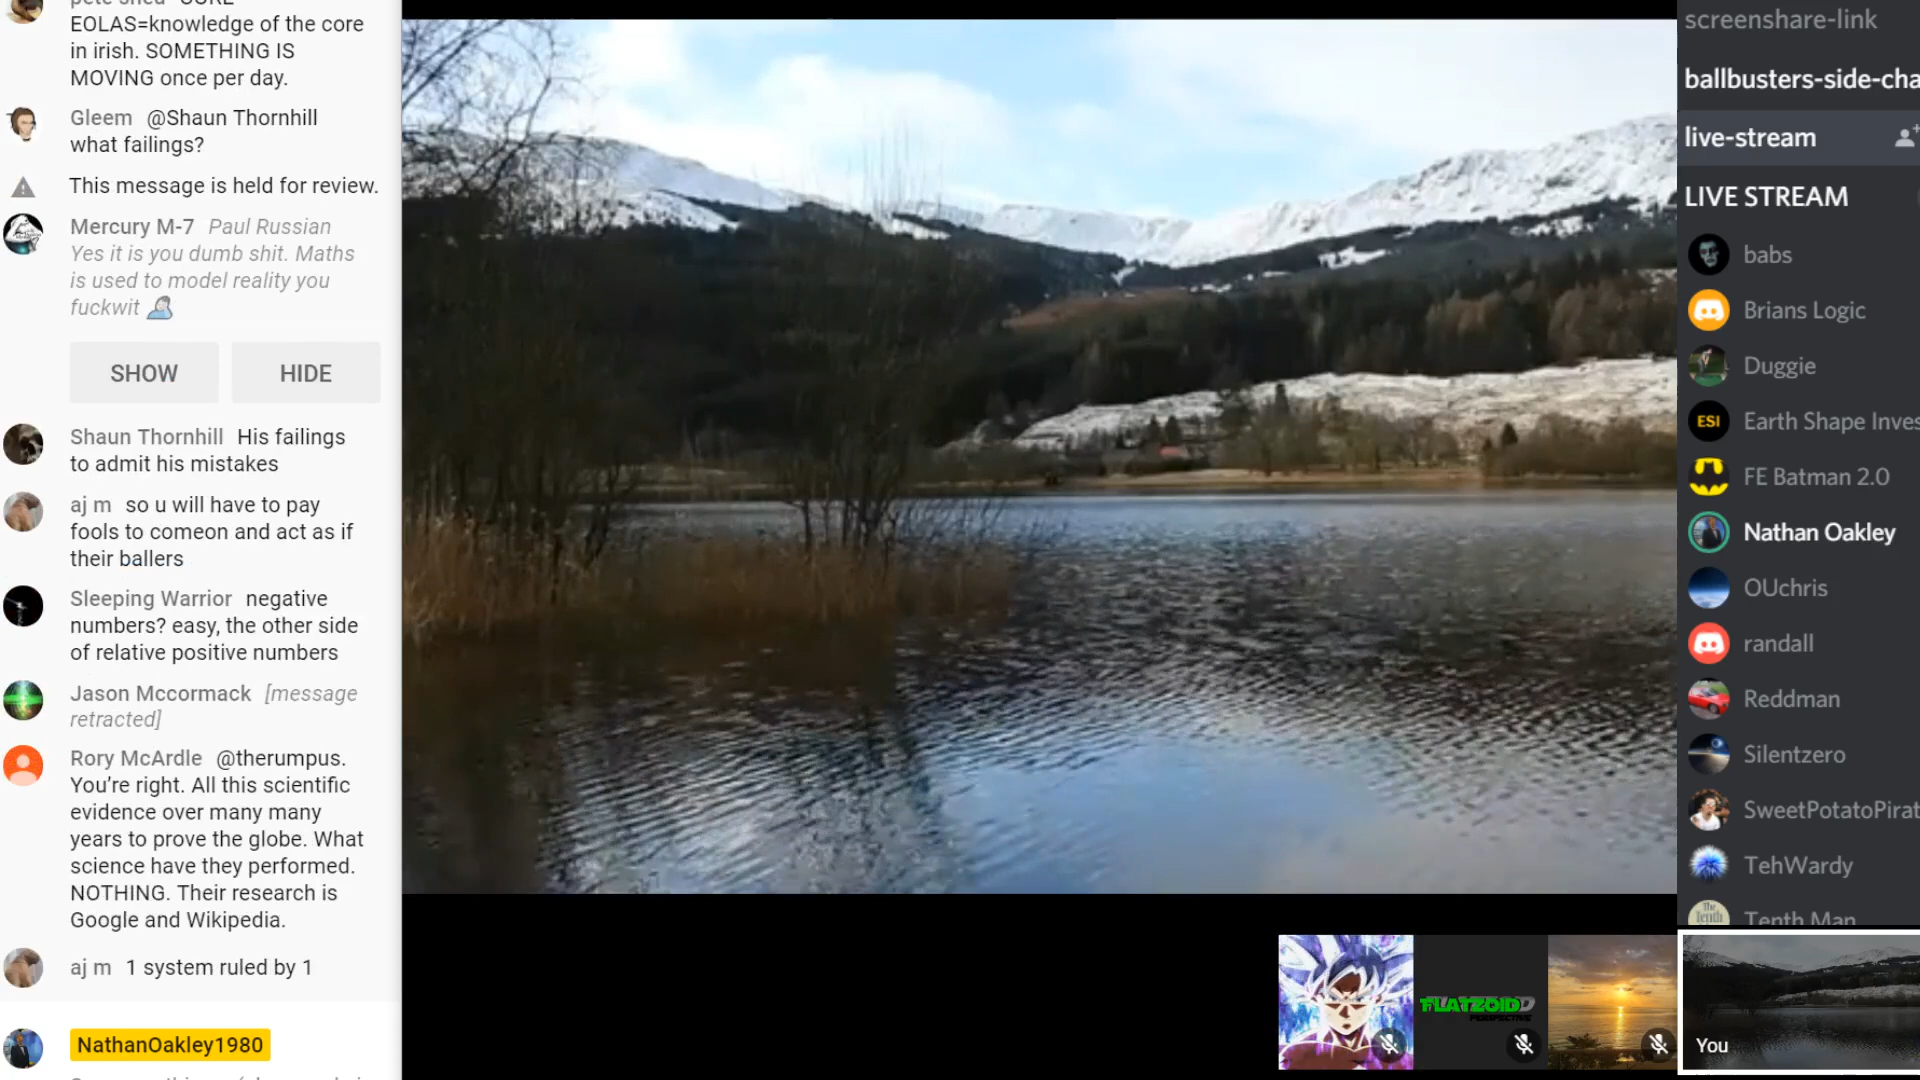 EOLAS=knowledge of the core
in irish. SOMETHING IS
MOVING once per day.
Gleem @Shaun Thornhill
what failings?
This message is held for review.
Mercury M-7 Paul Russian
Yes it is you dumb shit. Maths
is used to model reality you
fuckwit
SHOW HIDE
Shaun Thornhill His failings
to admit his mistakes
aj m so u will have to pay
fools to comeon and act as if
their ballers
Sleeping Warrior negative
numbers? easy, the other side
of relative positive numbers
Jason Mccormack [message
retracted]
Rory McArdle @therumpus.
You’re right. All this scientific
evidence over many many
years to prove the globe. What
science have they performed.
NOTHING. Their research is
Google and Wikipedia.
aj m 1 system ruled by 1
NathanOakley1980
FLATZOID
PERSPECTIVE
You
screenshare-link
ballbusters-side-cha
live-stream
LIVE STREAM
babs
Brians Logic
Duggie
ESI Earth Shape Inves
FE Batman 2.0
Nathan Oakley
OUchris
randall
Reddman
Silentzero
SweetPotatoPirat
TehWardy
The Tenth Tenth Man